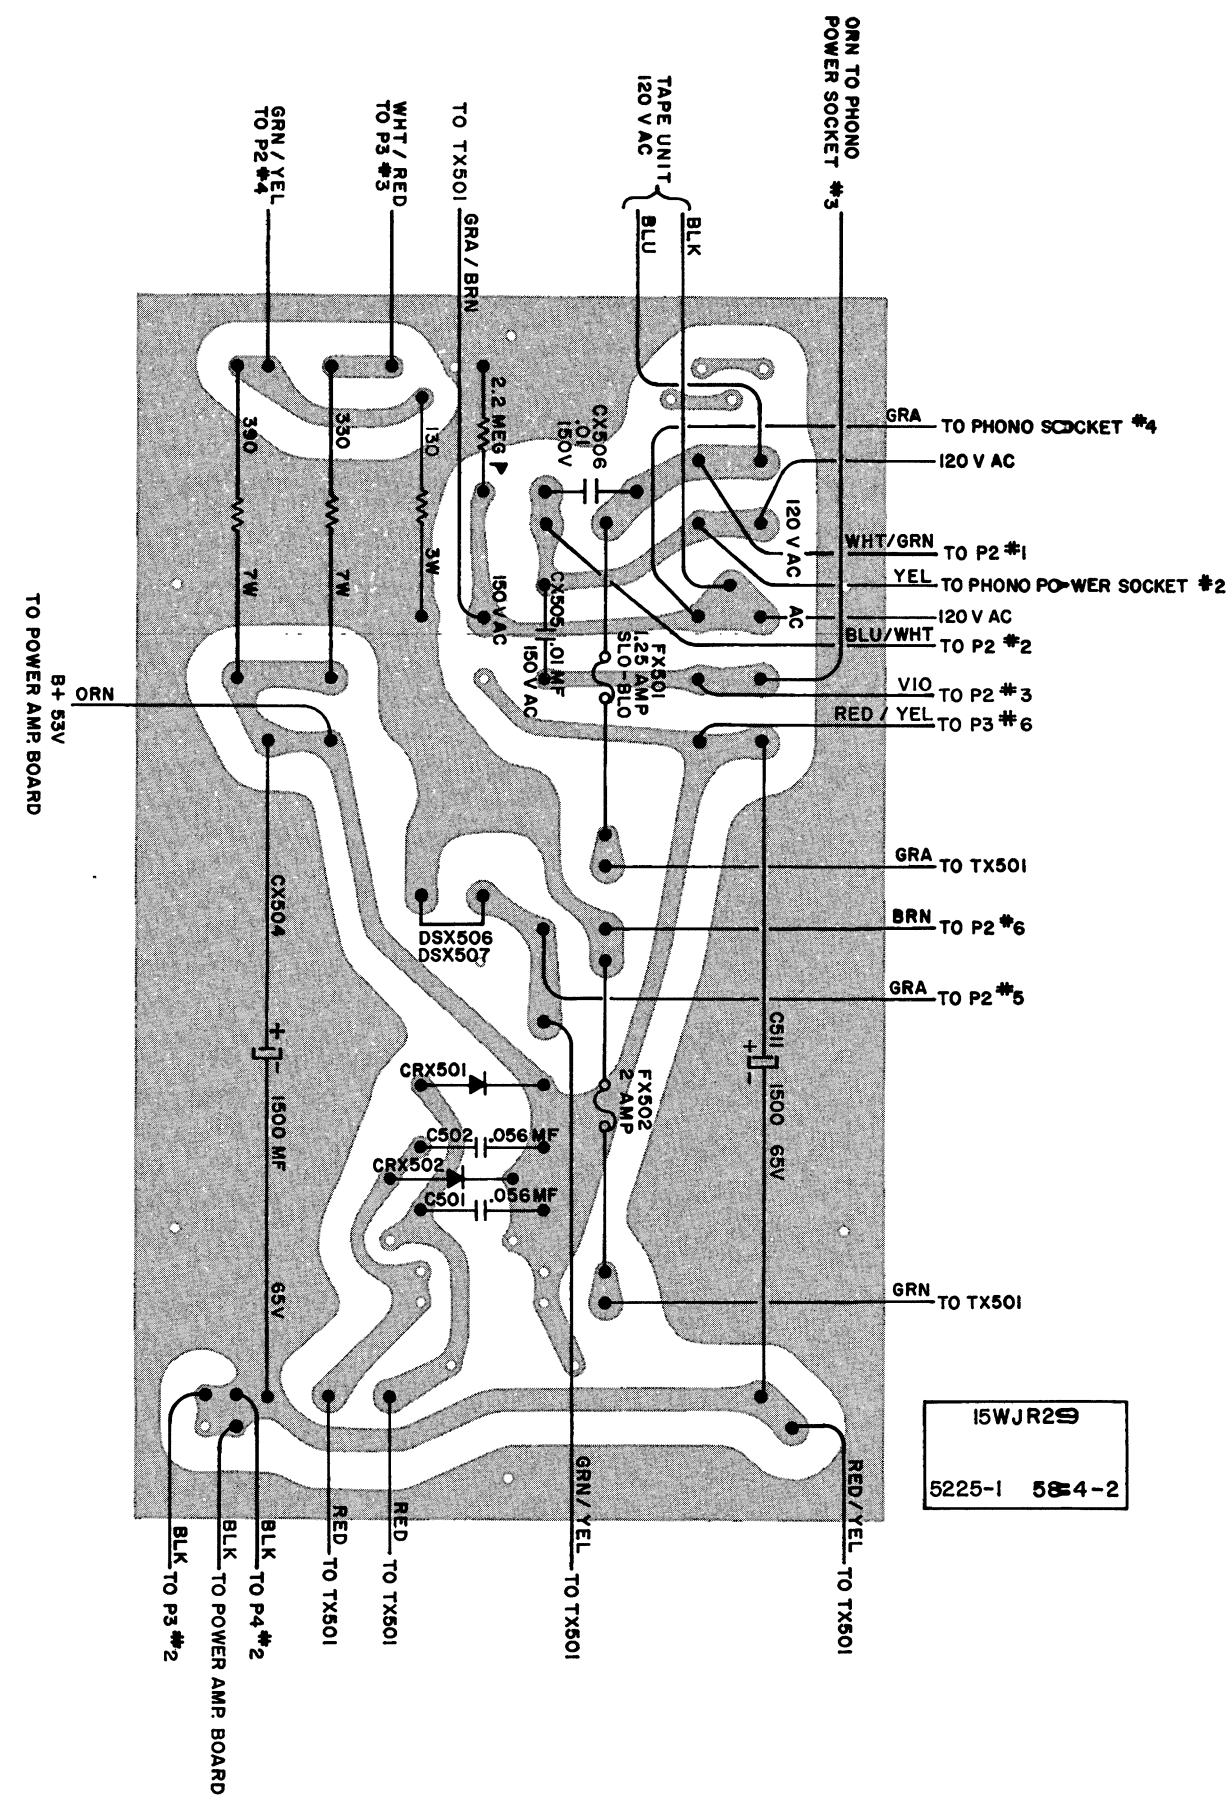 ORN TO PHONO
POWER SOCKET #3
TAPE UNIT
120 V AC
BLK
BLU
TO TX501
GRA / BRN
WHT / RED
TO P3 #3
GRN / YEL
TO P2 #4
GRA
TO PHONO SOCKET #4
120 V AC
WHT/GRN
TO P2 #1
YEL
TO PHONO POWER SOCKET #2
120 V AC
BLU/WHT
TO P2 #2
VIO
TO P2 #3
RED / YEL
TO P3 #6
GRA
TO TX501
BRN
TO P2 #6
GRA
TO P2 #5
GRN
TO TX501
120 V AC
AC
CX506
.01
150V
2.2 MEG
150 V AC
130
3W
330
7W
390
7W
CX505
.01 MF
150V AC
FX501
1.25 AMP
SLO-BLO
ORN
B+ 53V
TO POWER AMP. BOARD
DSX506
DSX507
CX504
+
-
1500 MF
65V
C511
+
-
1500
65V
FX502
2 AMP
CRX501
C502
.056 MF
CRX502
C501
.056 MF
BLK
TO P3 #2
BLK
TO POWER AMP. BOARD
BLK
TO P4 #2
RED
TO TX501
RED
TO TX501
GRN / YEL
TO TX501
RED/YEL
TO TX501
5225-1